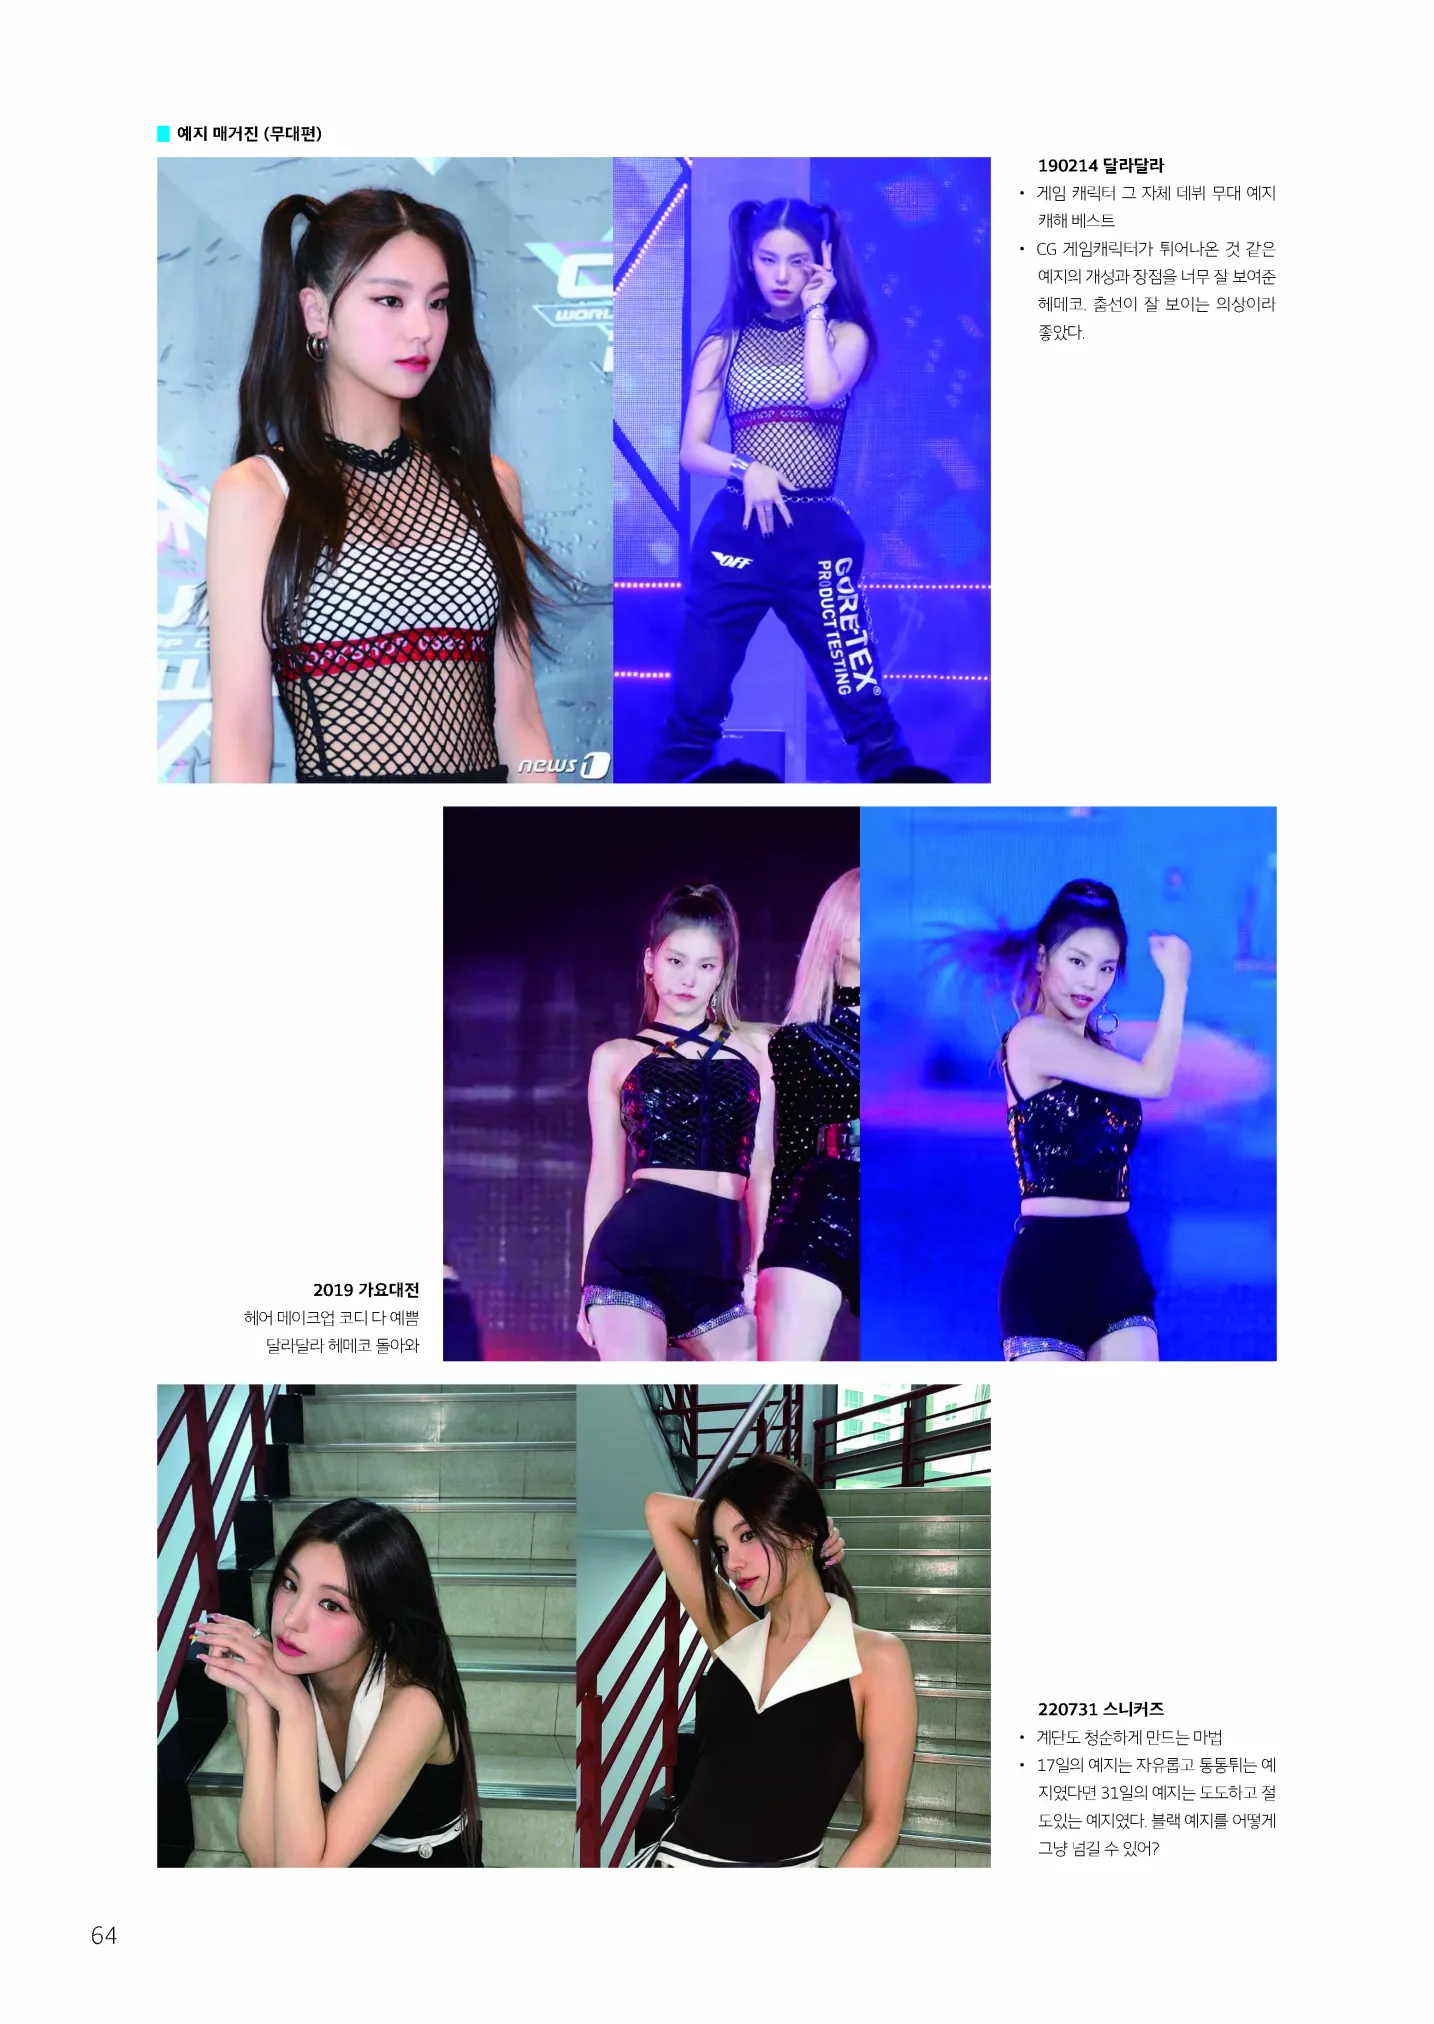 예지 매거진 (무대편)
190214 달라달라
• 게임 캐릭터 그 자체 데뷔 무대 예지
캐해 베스트
• CG 게임캐릭터가 튀어나온 것 같은
예지의 개성과 장점을 너무 잘 보여준
헤메코. 춤선이 잘 보이는 의상이라
좋았다.
WORL
news1
OFF
GORE-TEX®
PRODUCT TESTING
2019 가요대전
헤어 메이크업 코디 다 예쁨
달라달라 헤메코 돌아와
220731 스니커즈
• 계단도 청순하게 만드는 마법
• 17일의 예지는 자유롭고 통통튀는 예
지였다면 31일의 예지는 도도하고 절
도있는 예지였다. 블랙 예지를 어떻게
그냥 넘길 수 있어?
64